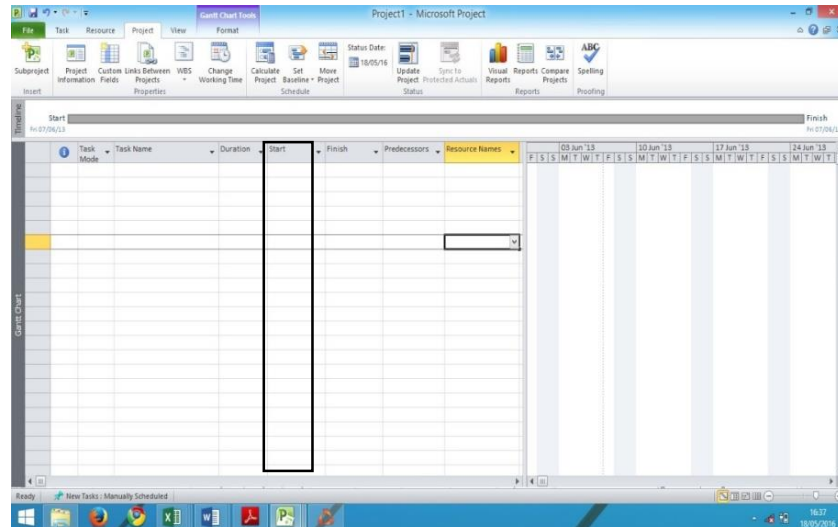 Gantt Chart Tools
Project1 - Microsoft Project
File Task Resource Project View Format
Subproject
Project Information
Custom Fields
Links Between Projects
WBS
Change Working Time
Calculate Project
Set Baseline
More Project
Status Date:
18/05/16
Update Project
Sync to Protected Actuals
Visual Reports
Reports
Compare Projects
ABC
Spelling
Insert Properties Schedule Status Reports Proofing
Timeline
Start
Fri 07/06/13
Finish
Task Mode
Task Name
Duration
Start
Finish
Predecessors
Resource Names
03 Jun '13 10 Jun '13 17 Jun '13 24 Jun '13
F S S M T W T F S S M T W T F S S M T W T F S S M T W T
Gantt Chart
Ready New Tasks : Manually Scheduled
16:37
18/05/2016